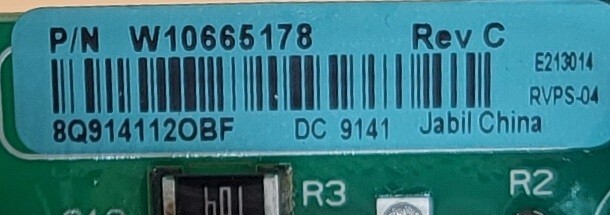 P/N W10665178 Rev C
E213014
RVPS-04
8Q914112OBF DC 9141 Jabil China
R3
R2